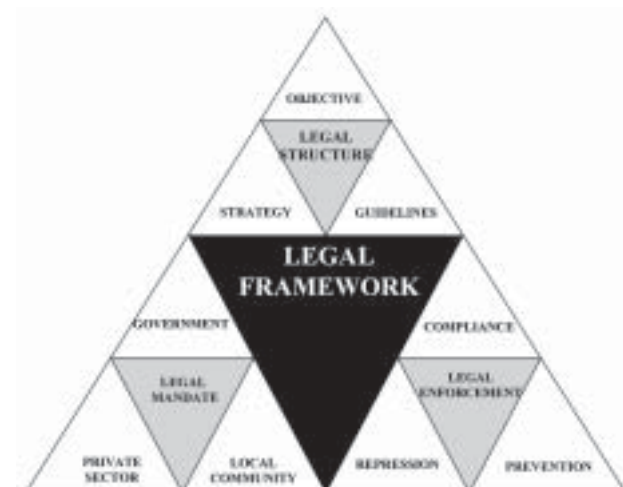 OBJECTIVE
LEGAL
STRUCTURE
STRATEGY
GUIDELINES
LEGAL
FRAMEWORK
GOVERNMENT
COMPLIANCE
LEGAL
MANDATE
LEGAL
ENFORCEMENT
PRIVATE
SECTOR
LOCAL
COMMUNITY
REPRESSION
PREVENTION